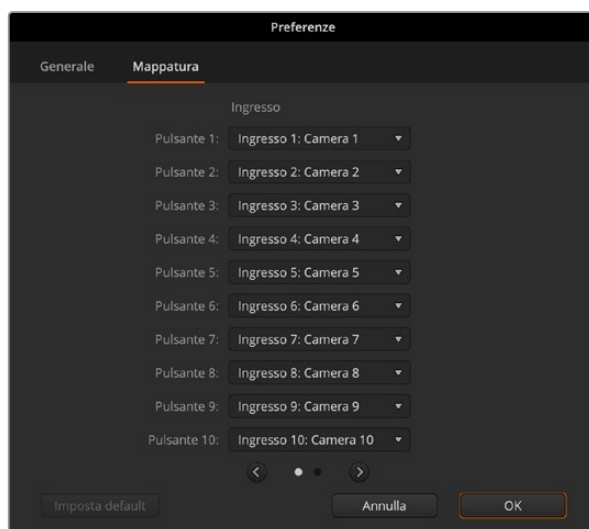 Preferenze
Generale Mappatura
Ingresso
Pulsante 1: Ingresso 1: Camera 1
Pulsante 2: Ingresso 2: Camera 2
Pulsante 3: Ingresso 3: Camera 3
Pulsante 4: Ingresso 4: Camera 4
Pulsante 5: Ingresso 5: Camera 5
Pulsante 6: Ingresso 6: Camera 6
Pulsante 7: Ingresso 7: Camera 7
Pulsante 8: Ingresso 8: Camera 8
Pulsante 9: Ingresso 9: Camera 9
Pulsante 10: Ingresso 10: Camera 10
Imposta default Annulla OK